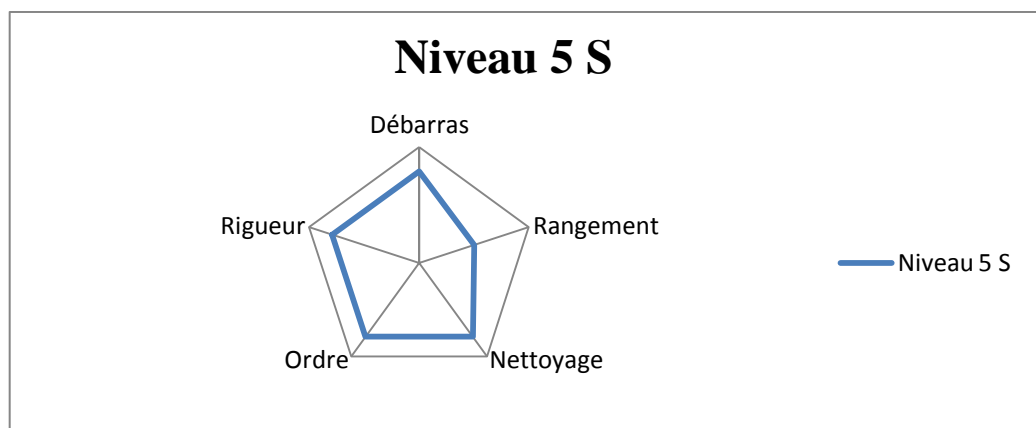 Niveau 5 S
Débarras
Rigueur
Rangement
Niveau 5 S
Ordre
Nettoyage